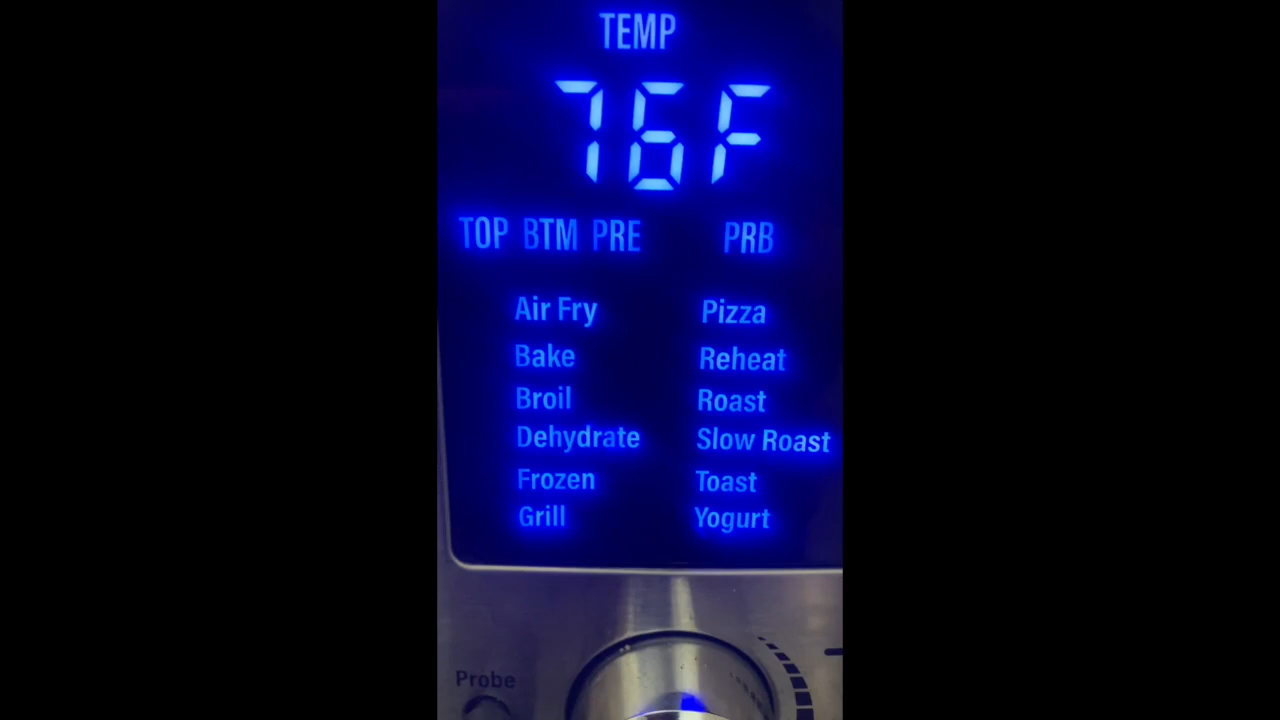 TEMP
76F
TOP BTM PRE PRB
Air Fry Pizza
Bake Reheat
Broil Roast
Dehydrate Slow Roast
Frozen Toast
Grill Yogurt
Probe